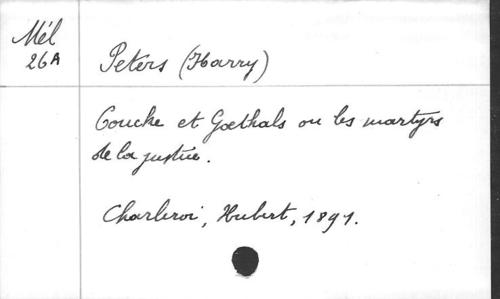 Mél
26A
Peters (Harry)
Coucke et Goethals ou les martyrs
de la justice.
Charleroi, Hubert, 1891.